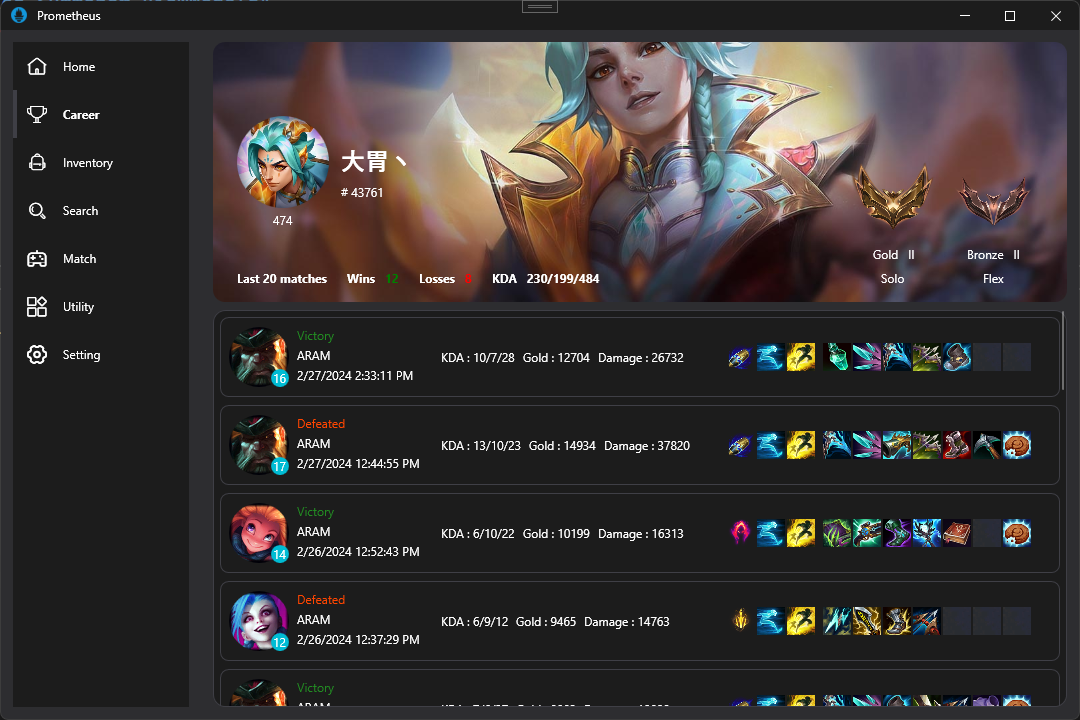 Prometheus
Home
Career
Inventory
Search
Match
Utility
Setting
大胃丶
# 43761
474
Gold II
Solo
Bronze II
Flex
Last 20 matches Wins 12 Losses 8 KDA 230/199/484
Victory
ARAM
2/27/2024 2:33:11 PM
16
KDA : 10/7/28 Gold : 12704 Damage : 26732
Defeated
ARAM
2/27/2024 12:44:55 PM
17
KDA : 13/10/23 Gold : 14934 Damage : 37820
Victory
ARAM
2/26/2024 12:52:43 PM
14
KDA : 6/10/22 Gold : 10199 Damage : 16313
Defeated
ARAM
2/26/2024 12:37:29 PM
12
KDA : 6/9/12 Gold : 9465 Damage : 14763
Victory
ARAM